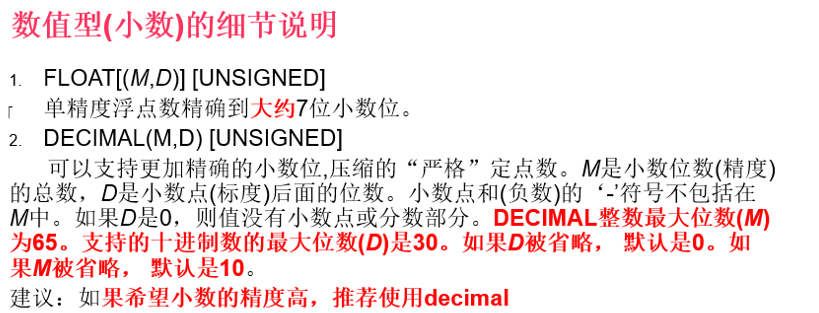 数值型(小数)的细节说明
1. FLOAT[(M,D)] [UNSIGNED]
┌ 单精度浮点数精确到大约7位小数位。
2. DECIMAL(M,D) [UNSIGNED]
可以支持更加精确的小数位,压缩的“严格”定点数。M是小数位数(精度)
的总数，D是小数点(标度)后面的位数。小数点和(负数)的‘-’符号不包括在
M中。如果D是0，则值没有小数点或分数部分。DECIMAL整数最大位数(M)
为65。支持的十进制数的最大位数(D)是30。如果D被省略， 默认是0。如
果M被省略， 默认是10。
建议：如果希望小数的精度高，推荐使用decimal